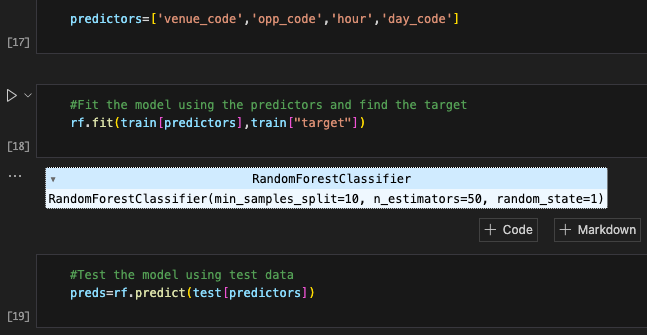 predictors=['venue_code','opp_code','hour','day_code']
[17]
#Fit the model using the predictors and find the target
rf.fit(train[predictors],train["target"])
[18]
...
RandomForestClassifier
RandomForestClassifier(min_samples_split=10, n_estimators=50, random_state=1)
+ Code + Markdown
#Test the model using test data
preds=rf.predict(test[predictors])
[19]